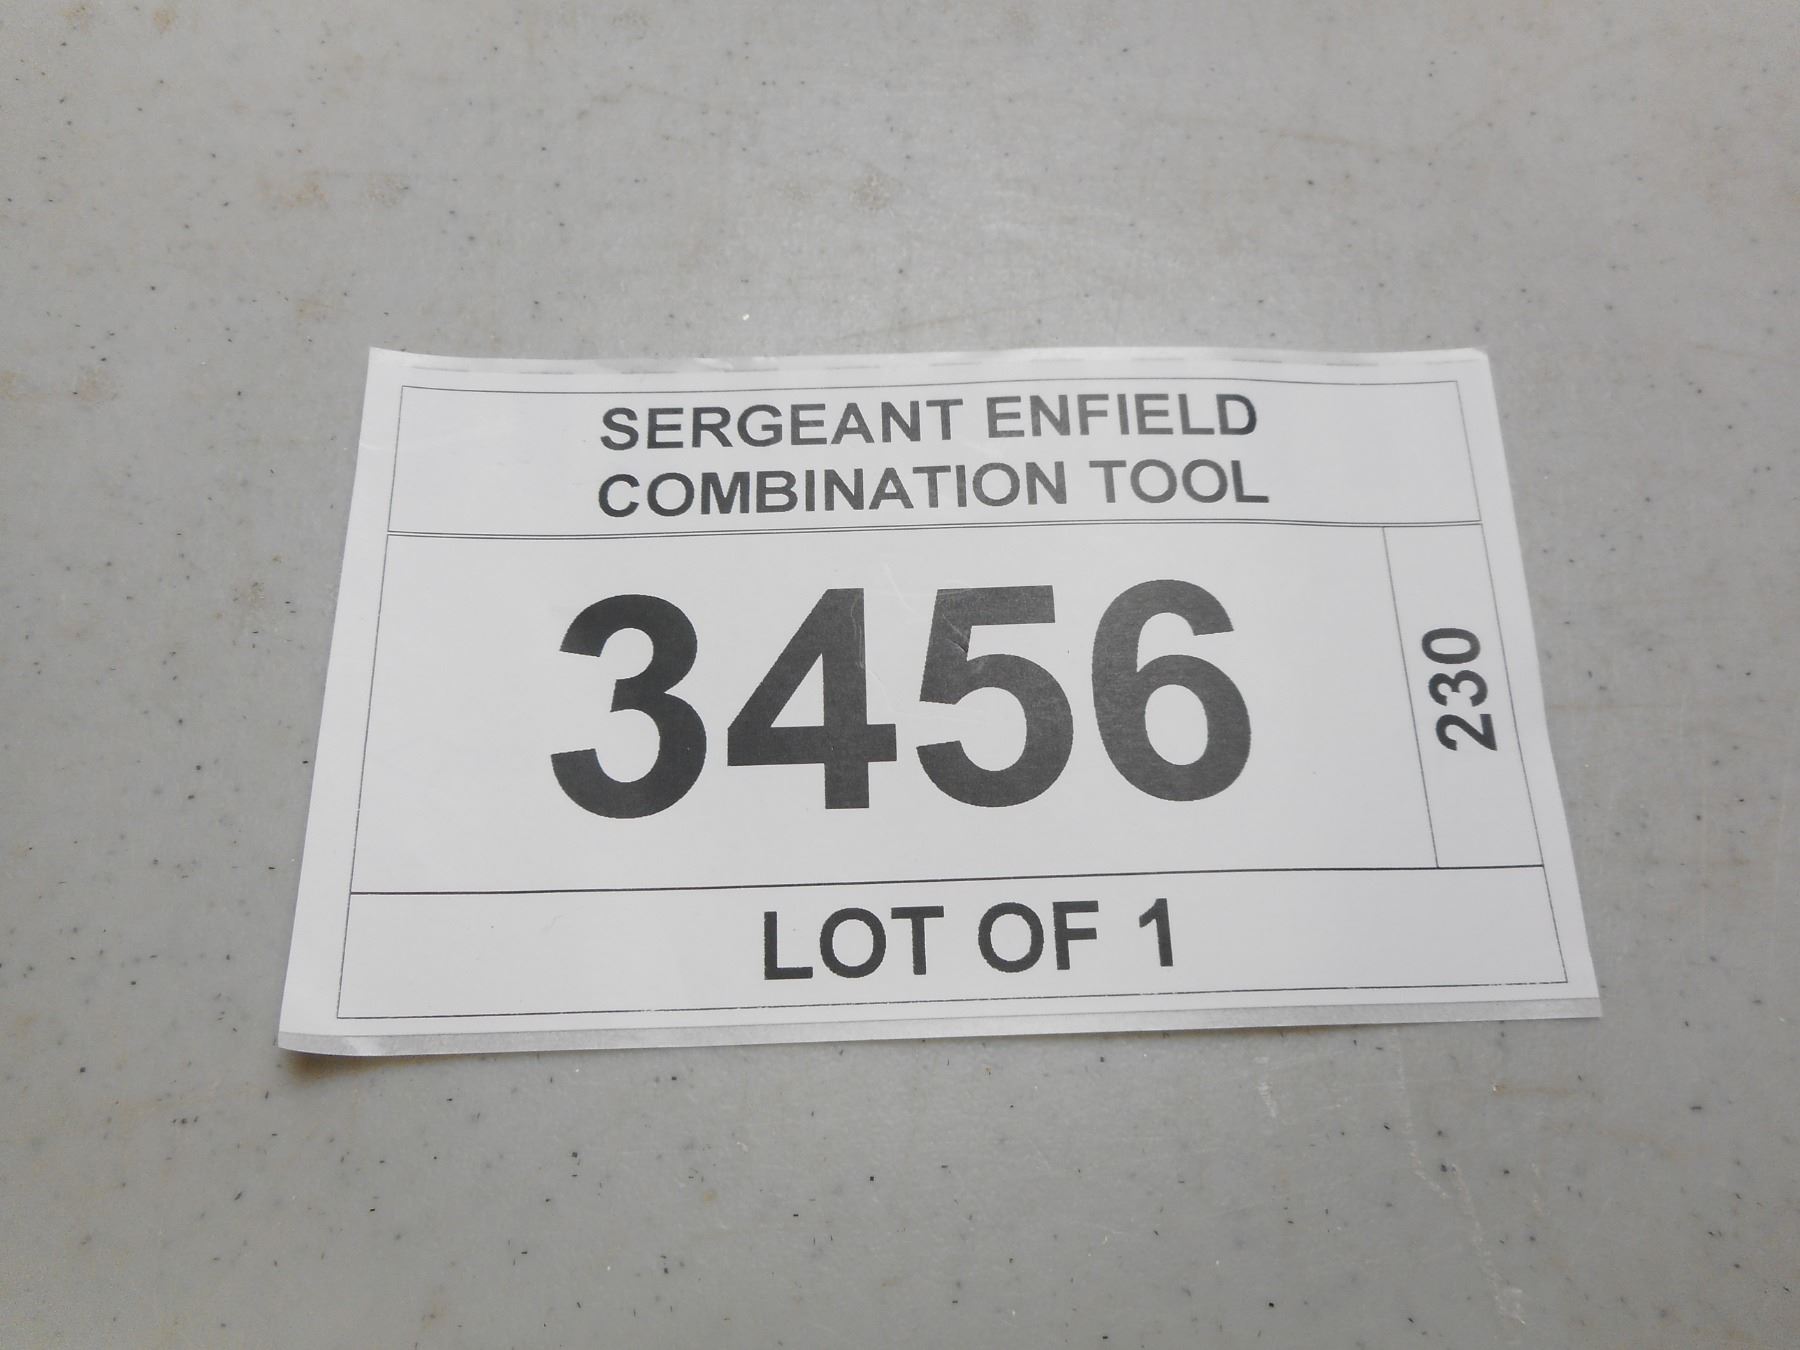 SERGEANT ENFIELD
COMBINATION TOOL
3456
230
LOT OF 1